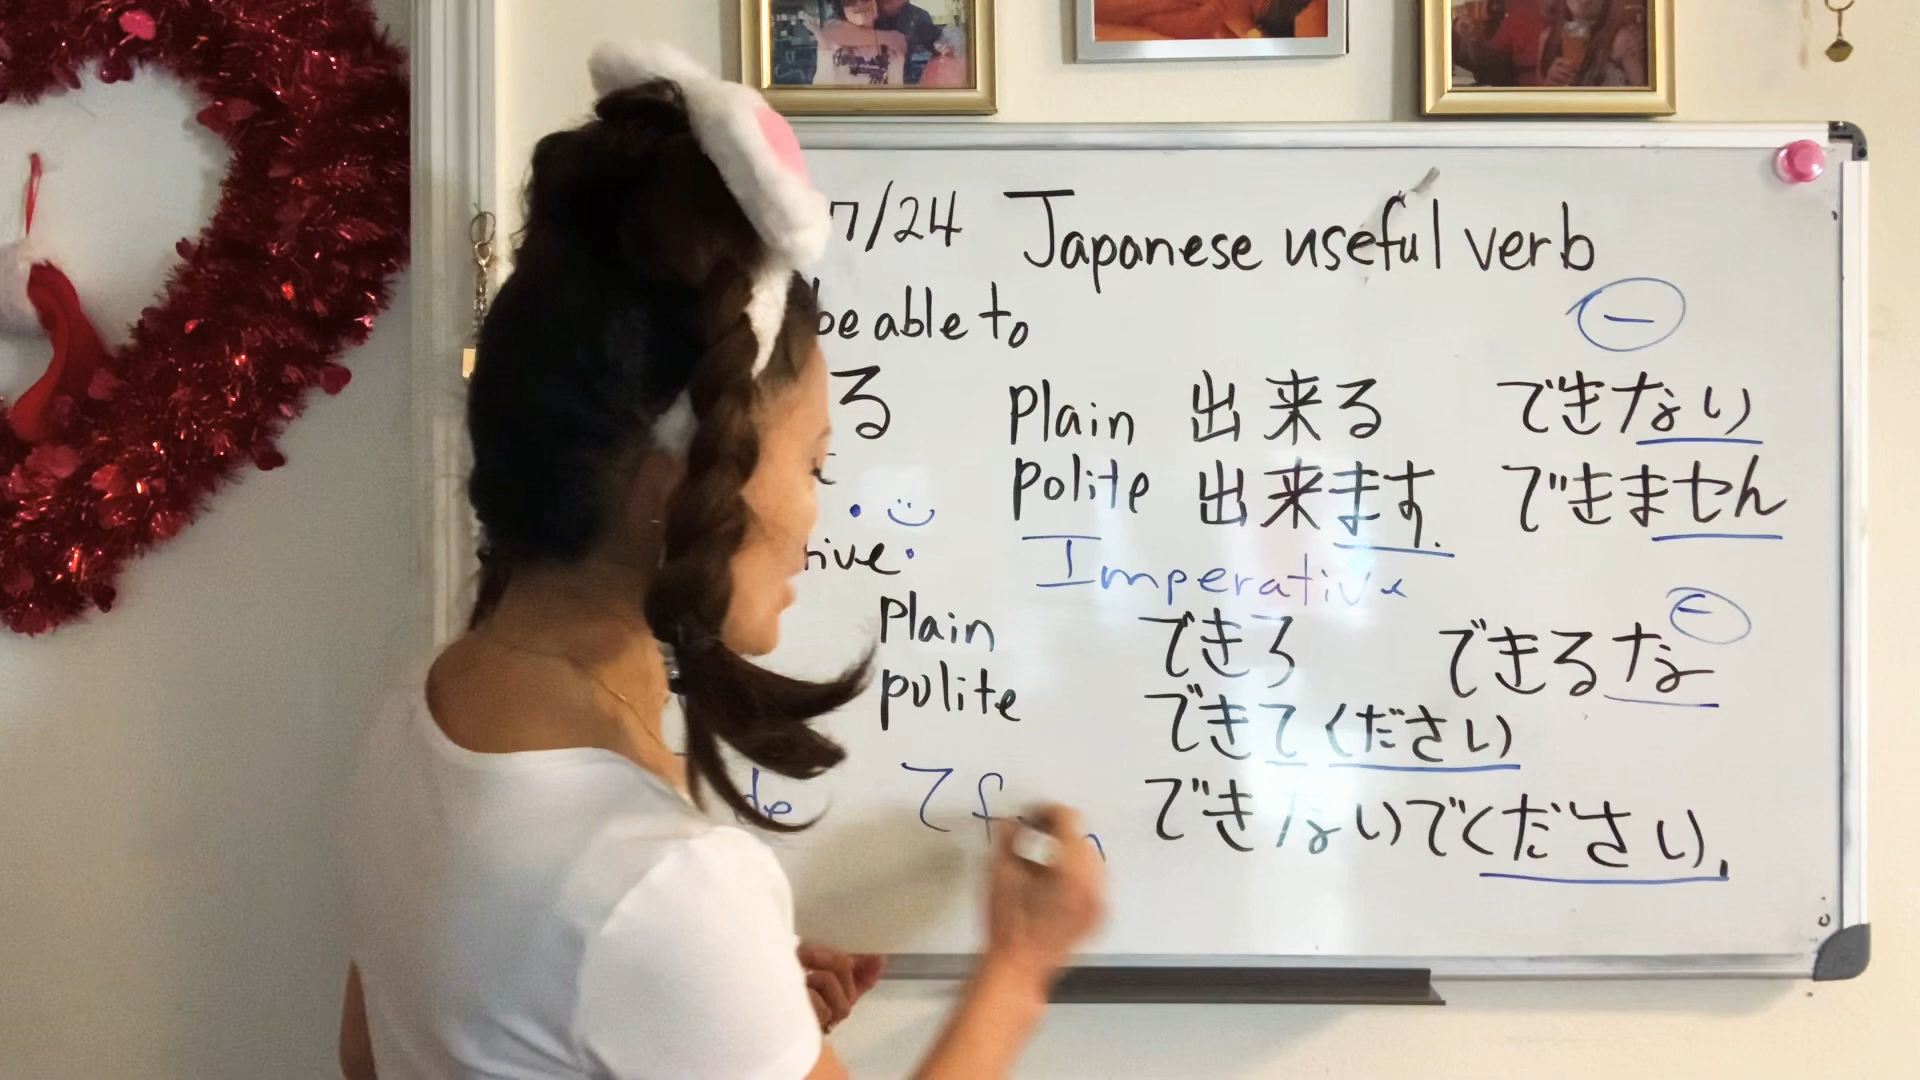 7/24 Japanese useful verb
be able to
㊀
る Plain 出来る できない
polite 出来ます. できません
Imperative
Plain できろ できるな
polite できてください
て できないでください.